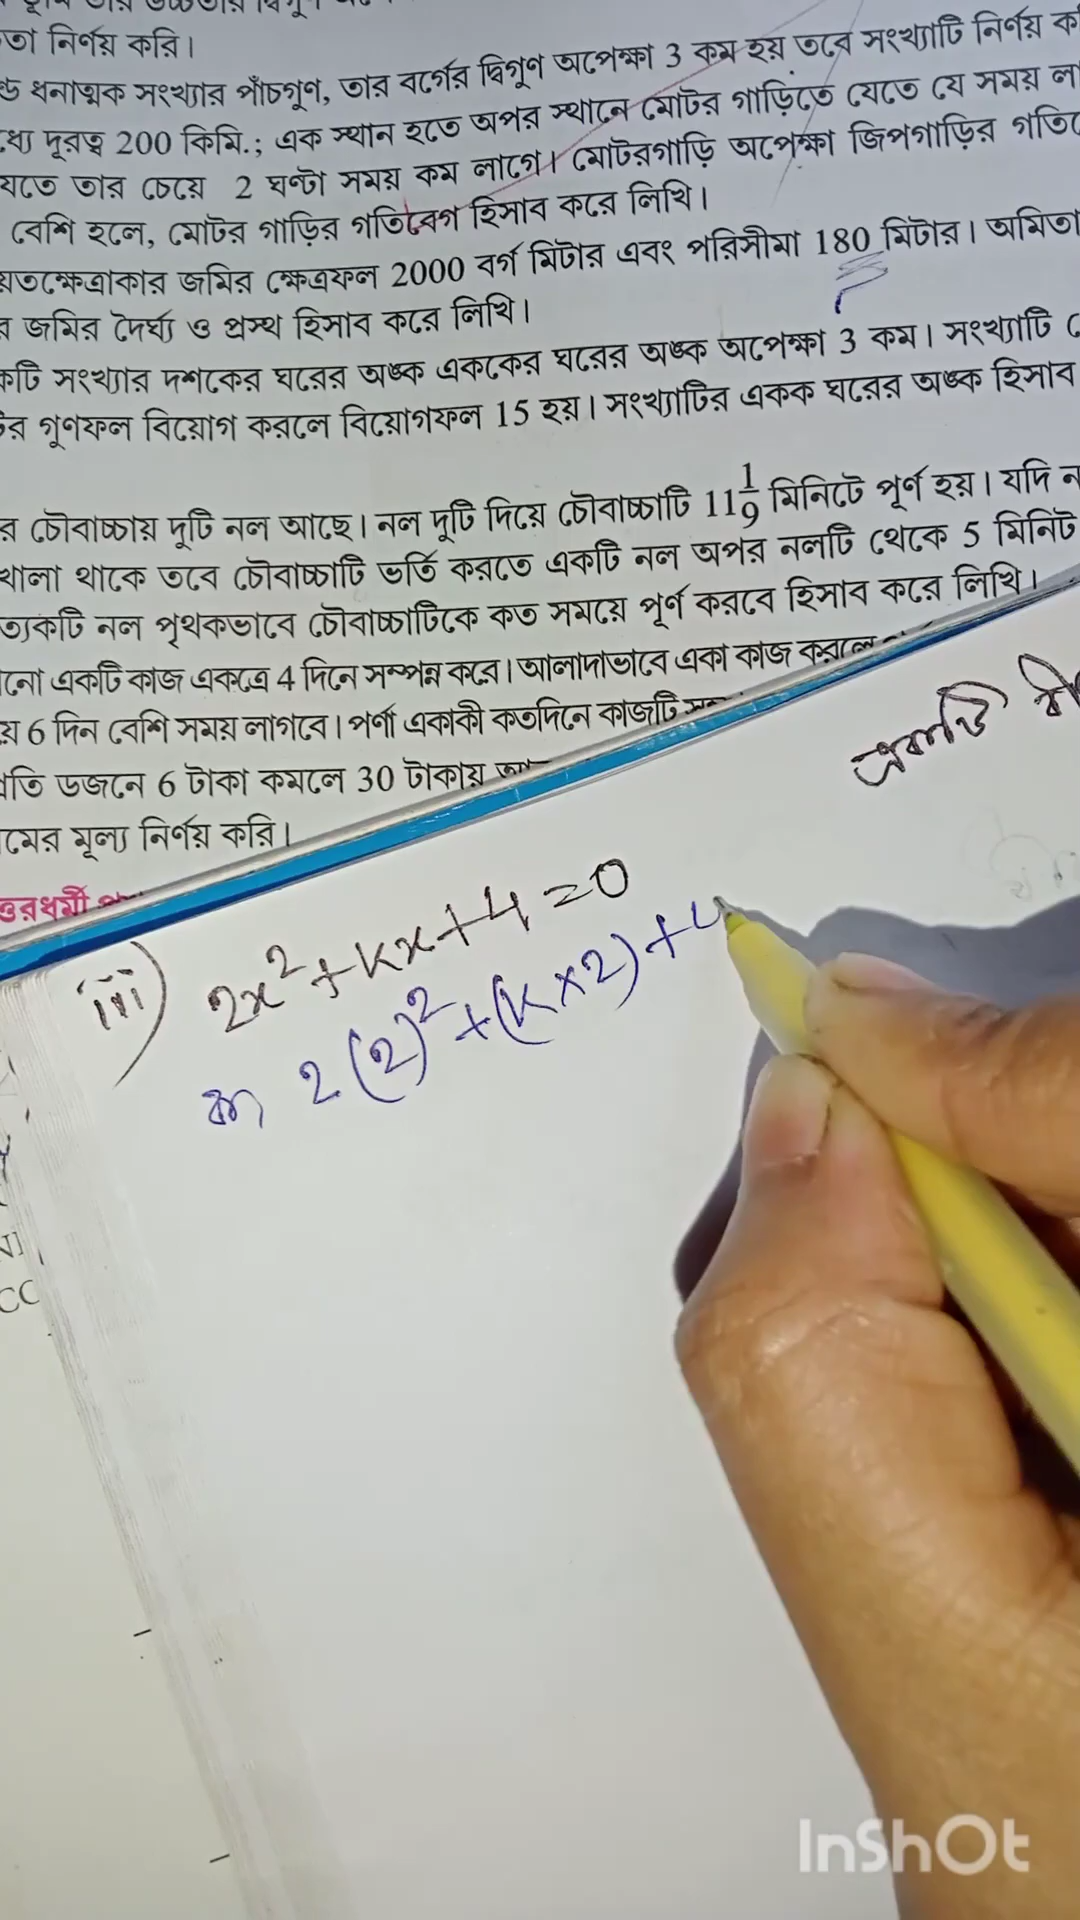 তা নির্ণয় করি।
ধনাত্মক সংখ্যার পাঁচগুণ, তার বর্গের দ্বিগুণ অপেক্ষা 3 কম হয় তবে সংখ্যাটি নির্ণয়
দূরত্ব 200 কিমি.; এক স্থান হতে অপর স্থানে মোটর গাড়িতে যেতে যে সময়
যেতে তার চেয়ে 2 ঘণ্টা সময় কম লাগে। মোটরগাড়ি অপেক্ষা জিপগাড়ির
বেশি হলে, মোটর গাড়ির গতিবেগ হিসাব করে লিখি।
য়তক্ষেত্রাকার জমির ক্ষেত্রফল 2000 বর্গ মিটার এবং পরিসীমা 180 মিটার। অমিতা
র জমির দৈর্ঘ্য ও প্রস্থ হিসাব করে লিখি।
কটি সংখ্যার দশকের ঘরের অঙ্ক এককের ঘরের অঙ্ক অপেক্ষা 3 কম। সংখ্যাটি
টির গুণফল বিয়োগ করলে বিয়োগফল 15 হয়। সংখ্যাটির একক ঘরের অঙ্ক হিসাব
র চৌবাচ্চায় দুটি নল আছে। নল দুটি দিয়ে চৌবাচ্চাটি 11 1/9 মিনিটে পূর্ণ হয়। যদি
খোলা থাকে তবে চৌবাচ্চাটি ভর্তি করতে একটি নল অপর নলটি থেকে 5 মিনিট
ত্যেকটি নল পৃথকভাবে চৌবাচ্চাটিকে কত সময়ে পূর্ণ করবে হিসাব করে লিখি।
একটি কাজ একত্রে 4 দিনে সম্পন্ন করে। আলাদাভাবে একা কাজ করলে
য় 6 দিন বেশি সময় লাগবে। পর্ণা একাকী কতদিনে কাজটি
প্রতি ডজনে 6 টাকা কমলে 30 টাকায়
মের মূল্য নির্ণয় করি।
iii) 2x² + kx + 4 = 0
বা, 2(2)² + (k × 2) + 4
CC
InShOt